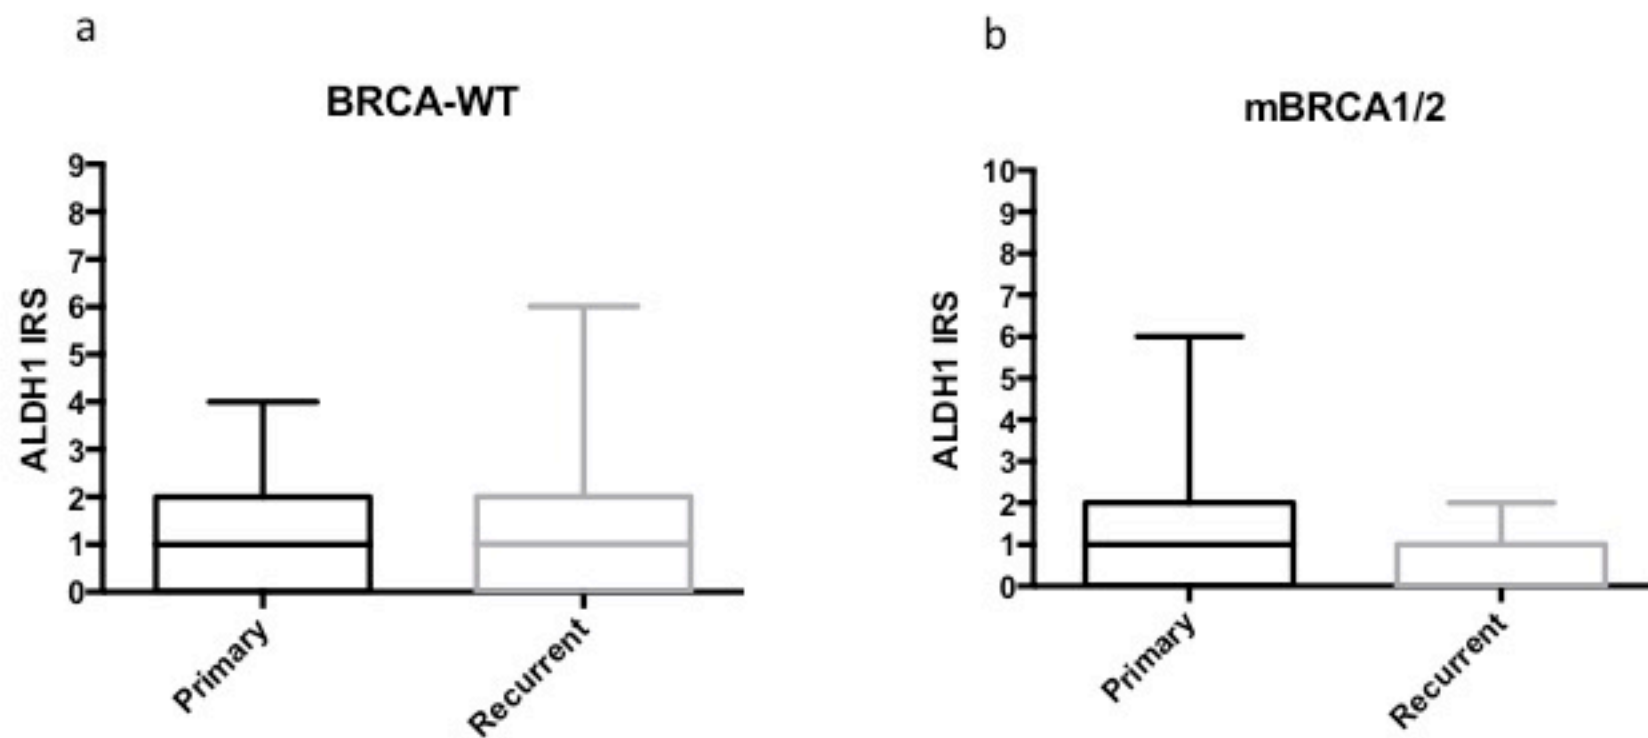 a
BRCA-WT
9
8
7
6
5
4
3
2
1
0
ALDH1 IRS
Primary
Recurrent
b
mBRCA1/2
10
9
8
7
6
5
4
3
2
1
0
ALDH1 IRS
Primary
Recurrent